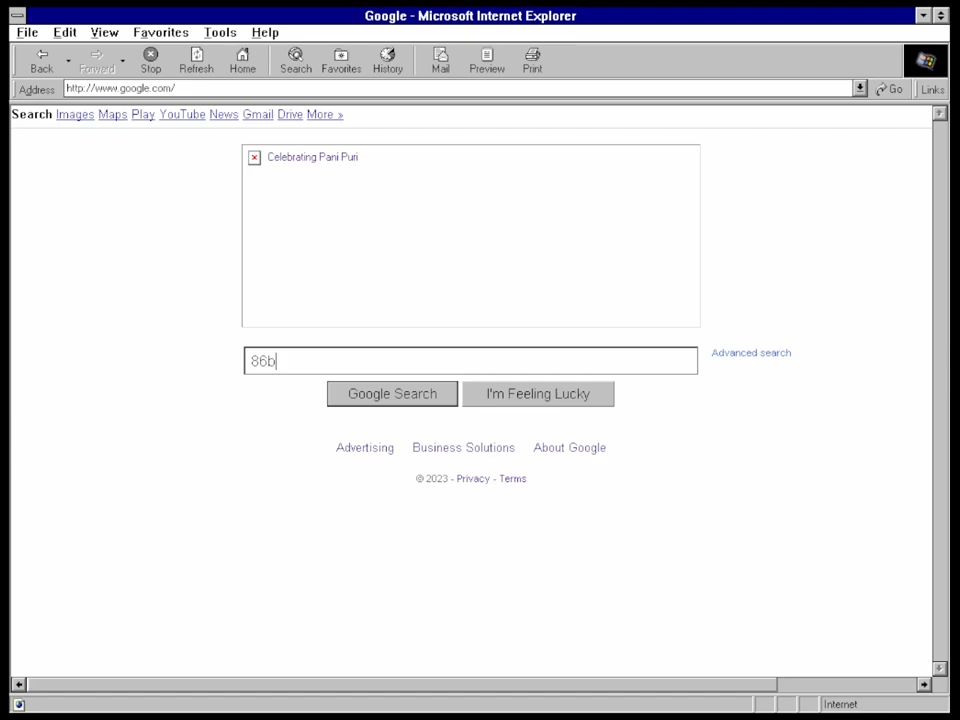 Google - Microsoft Internet Explorer
File Edit View Favorites Tools Help
Back Forward Stop Refresh Home Search Favorites History Mail Preview Print
Address http://www.google.com/ Go Links
Search Images Maps Play YouTube News Gmail Drive More »
Celebrating Pani Puri
86b
Advanced search
Google Search I'm Feeling Lucky
Advertising Business Solutions About Google
© 2023 - Privacy - Terms
Internet